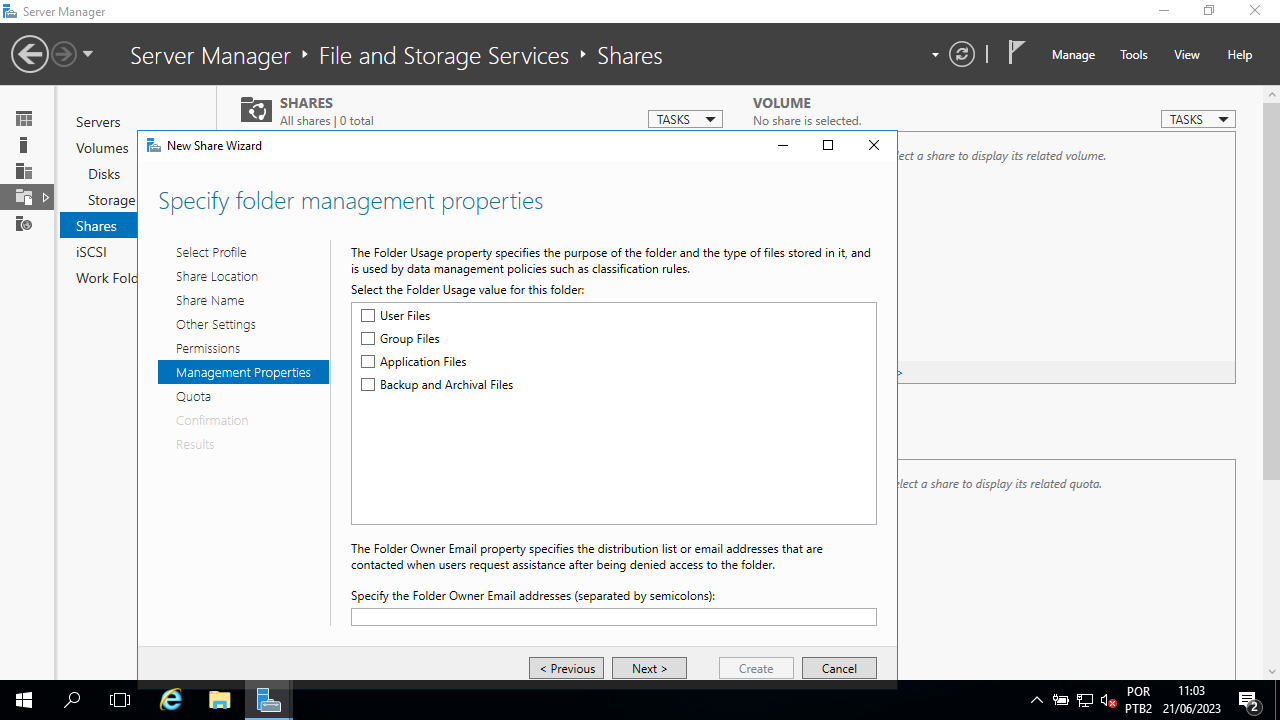 Server Manager
Server Manager • File and Storage Services • Shares
Manage Tools View Help
Servers
Volumes
Disks
Storage
Shares
iSCSI
Work Fold
SHARES
All shares | 0 total
TASKS
VOLUME
No share is selected.
TASKS
ect a share to display its related volume.
>
elect a share to display its related quota.
New Share Wizard
Specify folder management properties
Select Profile
Share Location
Share Name
Other Settings
Permissions
Management Properties
Quota
Confirmation
Results
The Folder Usage property specifies the purpose of the folder and the type of files stored in it, and
is used by data management policies such as classification rules.
Select the Folder Usage value for this folder:
User Files
Group Files
Application Files
Backup and Archival Files
The Folder Owner Email property specifies the distribution list or email addresses that are
contacted when users request assistance after being denied access to the folder.
Specify the Folder Owner Email addresses (separated by semicolons):
< Previous
Next >
Create
Cancel
POR
PTB2
11:03
21/06/2023
2